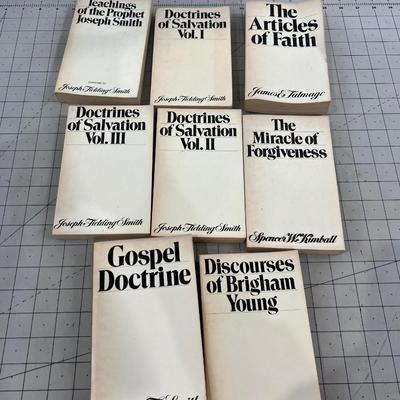 Teachings
of the Prophet
Joseph Smith
Joseph Fielding Smith
Doctrines
of Salvation
Vol. I
Joseph Fielding Smith
The
Articles
of Faith
James E. Talmage
Doctrines
of Salvation
Vol. III
Joseph Fielding Smith
Doctrines
of Salvation
Vol. II
Joseph Fielding Smith
The
Miracle of
Forgiveness
Spencer W. Kimball
Gospel
Doctrine
Smith
Discourses
of Brigham
Young